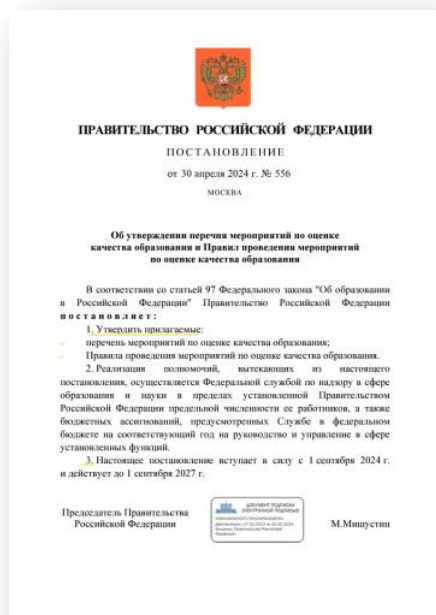 ПРАВИТЕЛЬСТВО РОССИЙСКОЙ ФЕДЕРАЦИИ
ПОСТАНОВЛЕНИЕ
от 30 апреля 2024 г. № 556
МОСКВА
Об утверждении перечня мероприятий по оценке
качества образования и Правил проведения мероприятий
по оценке качества образования
В соответствии со статьей 97 Федерального закона "Об образовании
в Российской Федерации" Правительство Российской Федерации
постановляет:
1. Утвердить прилагаемые:
перечень мероприятий по оценке качества образования;
Правила проведения мероприятий по оценке качества образования.
2. Реализация полномочий, вытекающих из настоящего
постановления, осуществляется Федеральной службой по надзору в сфере
образования и науки в пределах установленной Правительством
Российской Федерации предельной численности ее работников, а также
бюджетных ассигнований, предусмотренных Службе в федеральном
бюджете на соответствующий год на руководство и управление в сфере
установленных функций.
3. Настоящее постановление вступает в силу с 1 сентября 2024 г.
и действует до 1 сентября 2027 г.
Председатель Правительства
Российской Федерации
ДОКУМЕНТ ПОДПИСАН
ЭЛЕКТРОННОЙ ПОДПИСЬЮ
М.Мишустин